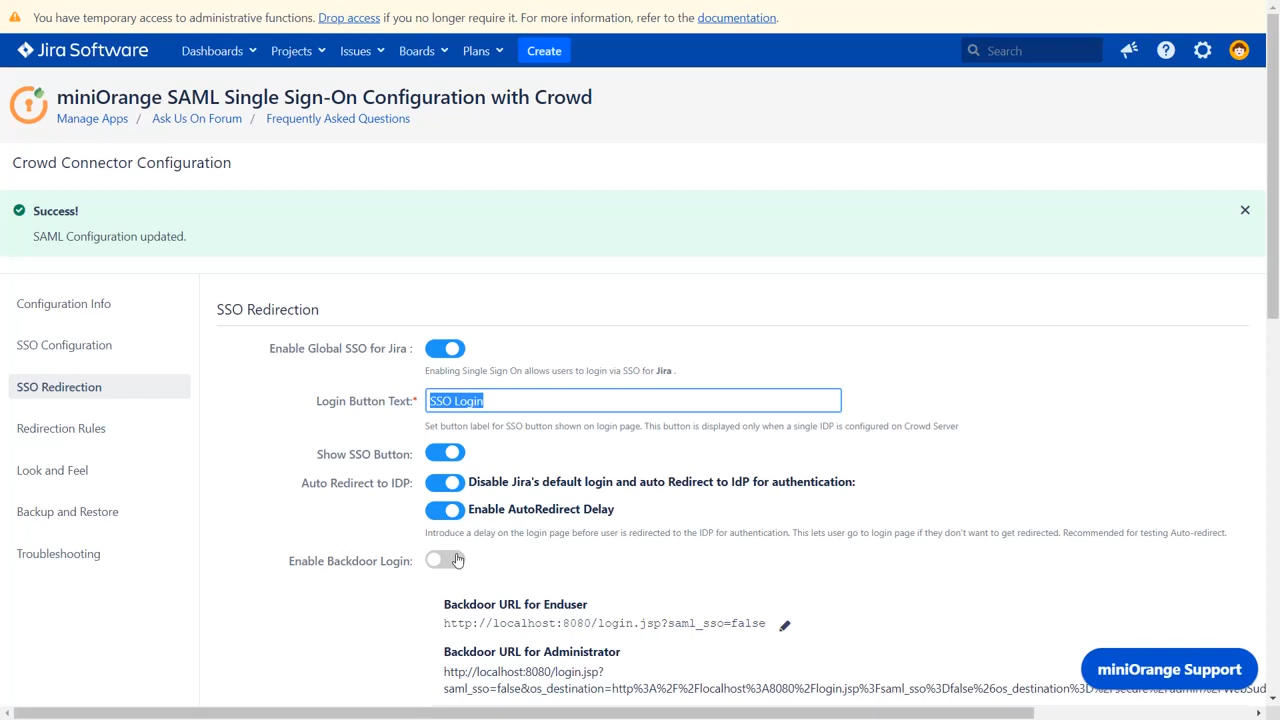 You have temporary access to administrative functions. Drop access if you no longer require it. For more information, refer to the documentation.
Jira Software Dashboards Projects Issues Boards Plans Create Search
miniOrange SAML Single Sign-On Configuration with Crowd
Manage Apps / Ask Us On Forum / Frequently Asked Questions
Crowd Connector Configuration
Success!
SAML Configuration updated.
Configuration Info
SSO Configuration
SSO Redirection
Redirection Rules
Look and Feel
Backup and Restore
Troubleshooting
SSO Redirection
Enable Global SSO for Jira :
Enabling Single Sign On allows users to login via SSO for Jira .
Login Button Text:* SSO Login
Set button label for SSO button shown on login page. This button is displayed only when a single IDP is configured on Crowd Server
Show SSO Button:
Auto Redirect to IDP: Disable Jira's default login and auto Redirect to IdP for authentication:
Enable AutoRedirect Delay
Introduce a delay on the login page before user is redirected to the IDP for authentication. This lets user go to login page if they don't want to get redirected. Recommended for testing Auto-redirect.
Enable Backdoor Login:
Backdoor URL for Enduser
http://localhost:8080/login.jsp?saml_sso=false
Backdoor URL for Administrator
http://localhost:8080/login.jsp?
saml_sso=false&os_destination=http%3A%2F%2Flocalhost%3A8080%2Flogin.jsp%3Fsaml_sso%3Dfalse%26os_destination%3D%2Fsecure%2Fadmin%2FWebSud
miniOrange Support